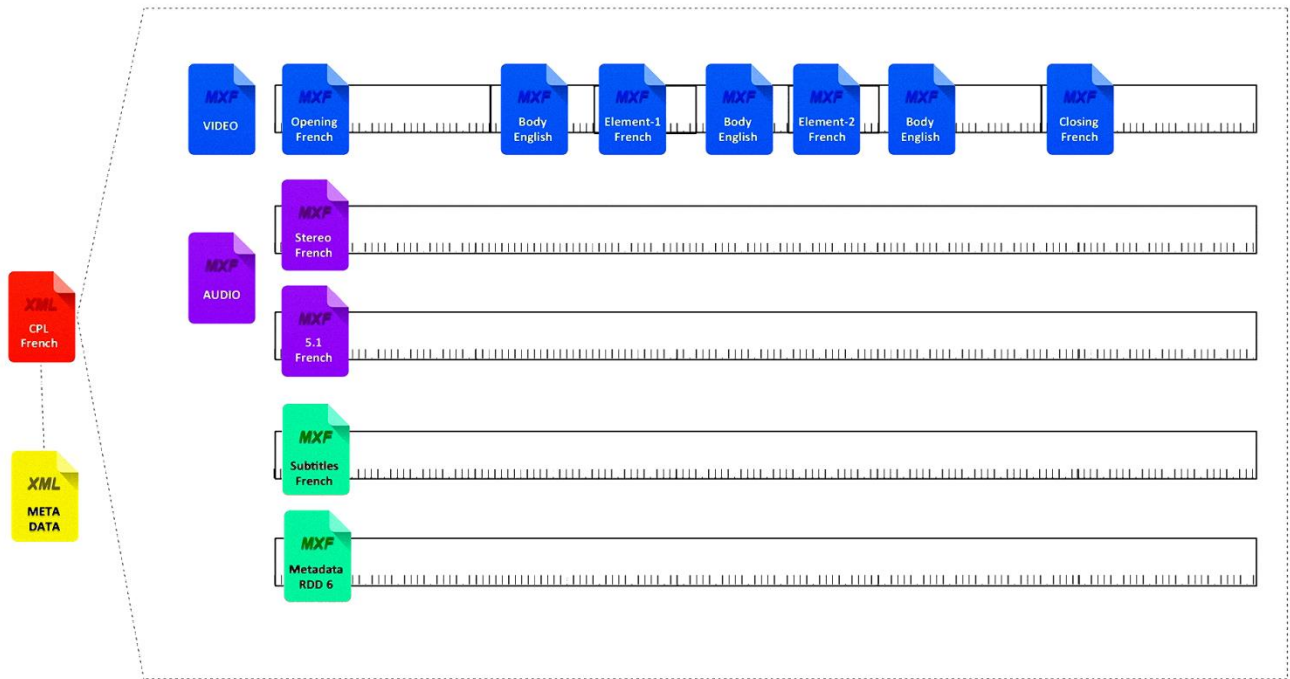 MXF
VIDEO
MXF
Opening
French
MXF
Body
English
MXF
Element-1
French
MXF
Body
English
MXF
Element-2
French
MXF
Body
English
MXF
Closing
French
MXF
AUDIO
MXF
Stereo
French
MXF
5.1
French
XML
CPL
French
XML
META
DATA
MXF
Subtitles
French
MXF
Metadata
RDD 6